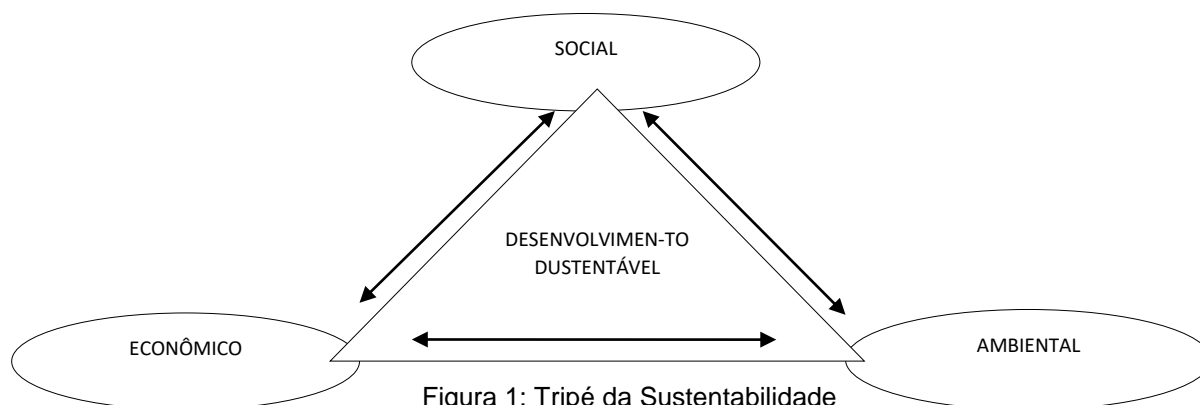 SOCIAL
DESENVOLVIMEN-TO
DUSTENTÁVEL
ECONÔMICO
AMBIENTAL
Figura 1: Tripé da Sustentabilidade